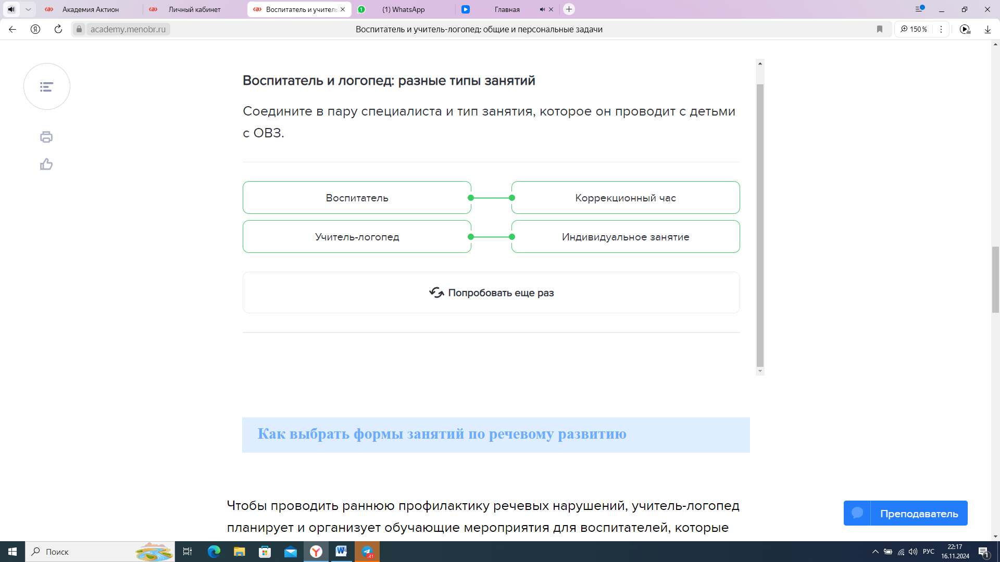 Академия Актион
Личный кабинет
Воспитатель и учитель
(1) WhatsApp
Главная
academy.menobr.ru
Воспитатель и учитель-логопед: общие и персональные задачи
150 %
Воспитатель и логопед: разные типы занятий
Соедините в пару специалиста и тип занятия, которое он проводит с детьми
с ОВЗ.
Воспитатель
Коррекционный час
Учитель-логопед
Индивидуальное занятие
Попробовать еще раз
Как выбрать формы занятий по речевому развитию
Чтобы проводить раннюю профилактику речевых нарушений, учитель-логопед
планирует и организует обучающие мероприятия для воспитателей, которые
Преподаватель
Поиск
41
РУС
22:17
16.11.2024
1